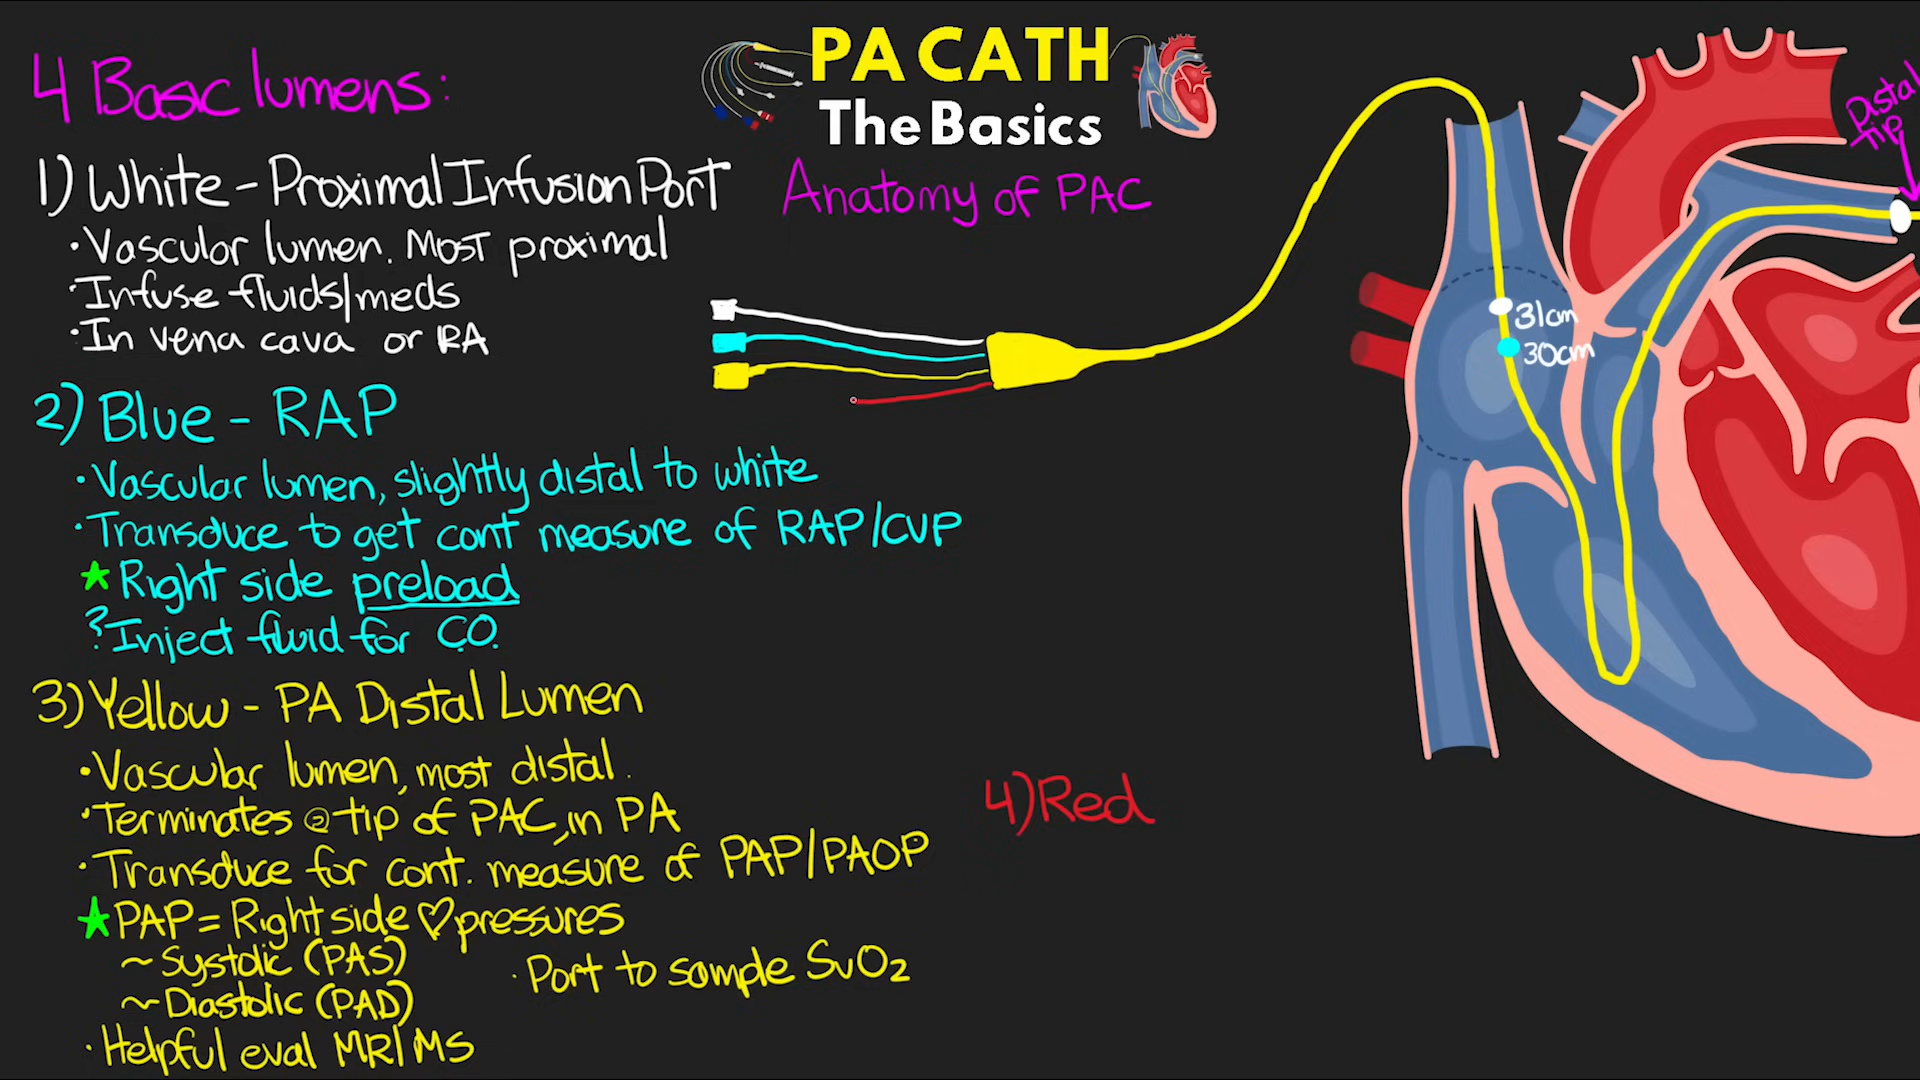 PA CATH
The Basics
4 Basic lumens:
1) White - Proximal Infusion Port
• Vascular lumen. Most proximal
• Infuse fluids/meds
• In vena cava or RA
2) Blue - RAP
• Vascular lumen, slightly distal to white
• Transduce to get cont measure of RAP/CVP
★ Right side preload
? Inject fluid for C.O.
3) Yellow - PA Distal Lumen
• Vascular lumen, most distal.
• Terminates @ tip of PAC, in PA
• Transduce for cont. measure of PAP/PAOP
★ PAP = Right side ♡ pressures
~ Systolic (PAS)
~ Diastolic (PAD)
• Helpful eval MR/MS
• Port to sample SvO2
4) Red
Anatomy of PAC
31cm
30cm
Distal
tip